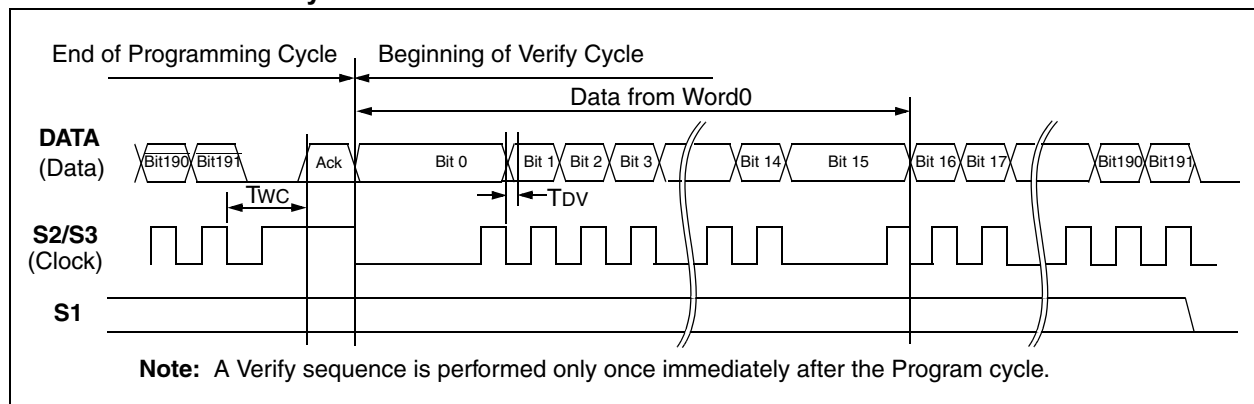 End of Programming Cycle Beginning of Verify Cycle
Data from Word0
DATA
(Data)
Bit190 Bit191 Ack Bit 0 Bit 1 Bit 2 Bit 3 Bit 14 Bit 15 Bit 16 Bit 17 Bit190 Bit191
TWC
TDV
S2/S3
(Clock)
S1
Note: A Verify sequence is performed only once immediately after the Program cycle.